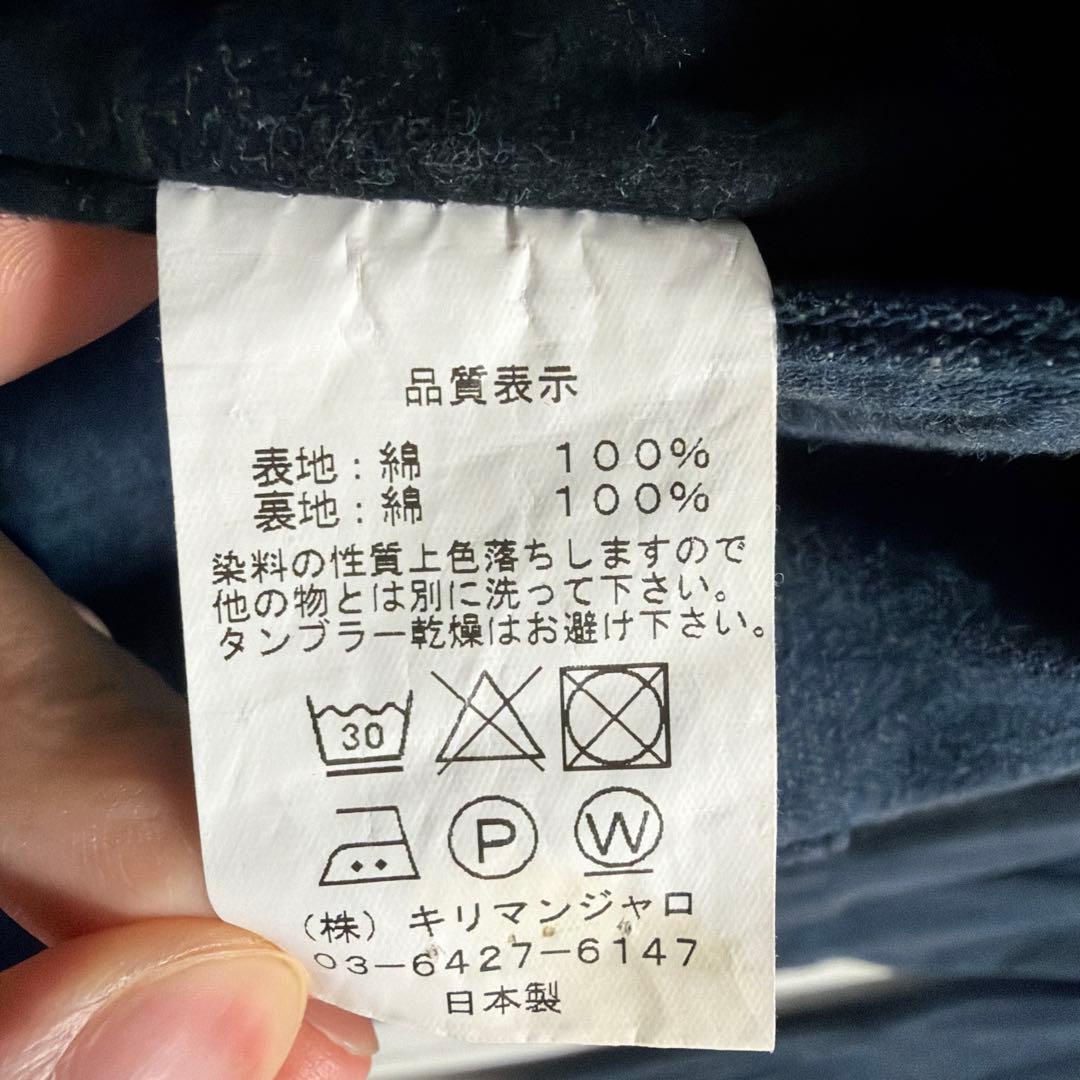 品質表示
表地：綿 100%
裏地：綿 100%
染料の性質上色落ちしますので
他の物とは別に洗って下さい。
タンブラー乾燥はお避け下さい。
30
P W
(株) キリマンジャロ
03-6427-6147
日本製